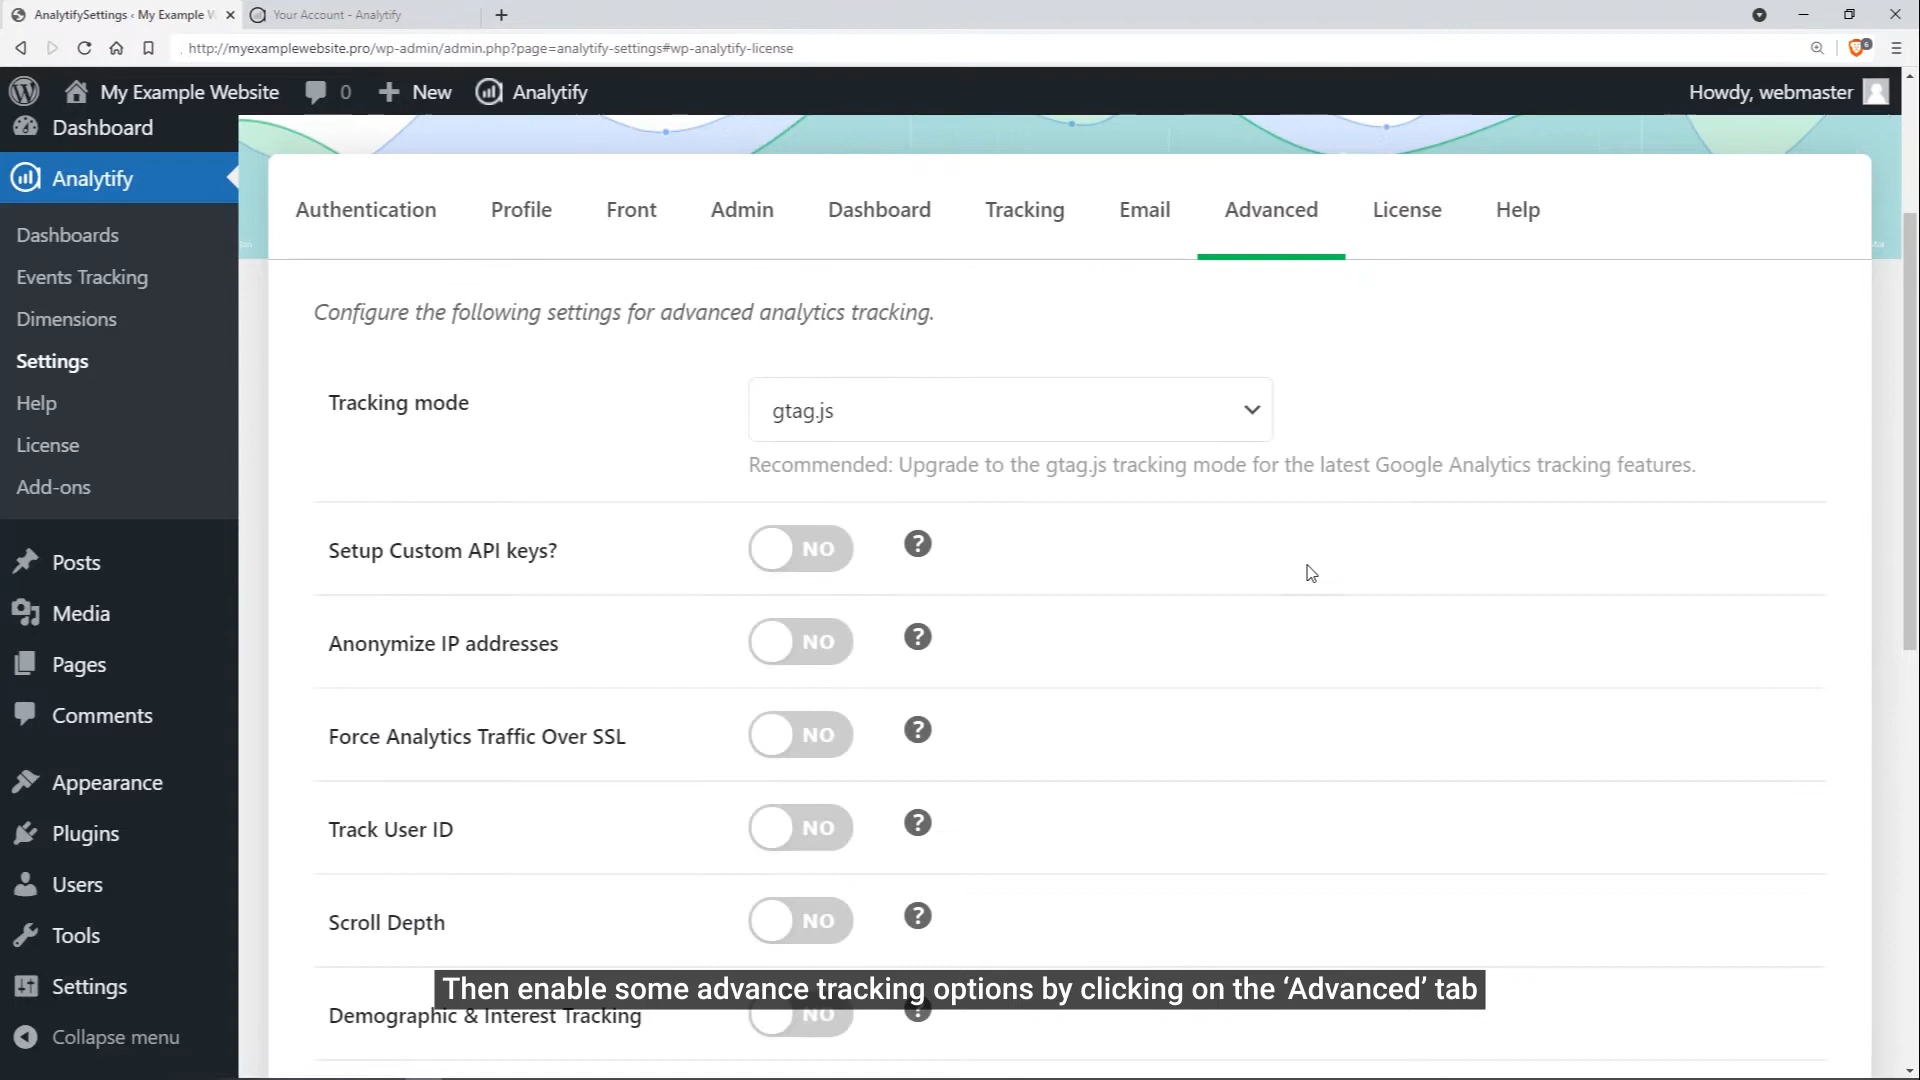 AnalytifySettings ‹ My Example W
Your Account - Analytify
http://myexamplewebsite.pro/wp-admin/admin.php?page=analytify-settings#wp-analytify-license
My Example Website
0
New
Analytify
Howdy, webmaster
Dashboard
Analytify
Dashboards
Events Tracking
Dimensions
Settings
Help
License
Add-ons
Posts
Media
Pages
Comments
Appearance
Plugins
Users
Tools
Settings
Collapse menu
Authentication
Profile
Front
Admin
Dashboard
Tracking
Email
Advanced
License
Help
Configure the following settings for advanced analytics tracking.
Tracking mode
gtag.js
Recommended: Upgrade to the gtag.js tracking mode for the latest Google Analytics tracking features.
Setup Custom API keys?
NO
?
Anonymize IP addresses
NO
?
Force Analytics Traffic Over SSL
NO
?
Track User ID
NO
?
Scroll Depth
NO
?
Then enable some advance tracking options by clicking on the ‘Advanced’ tab
Demographic & Interest Tracking
NO
?